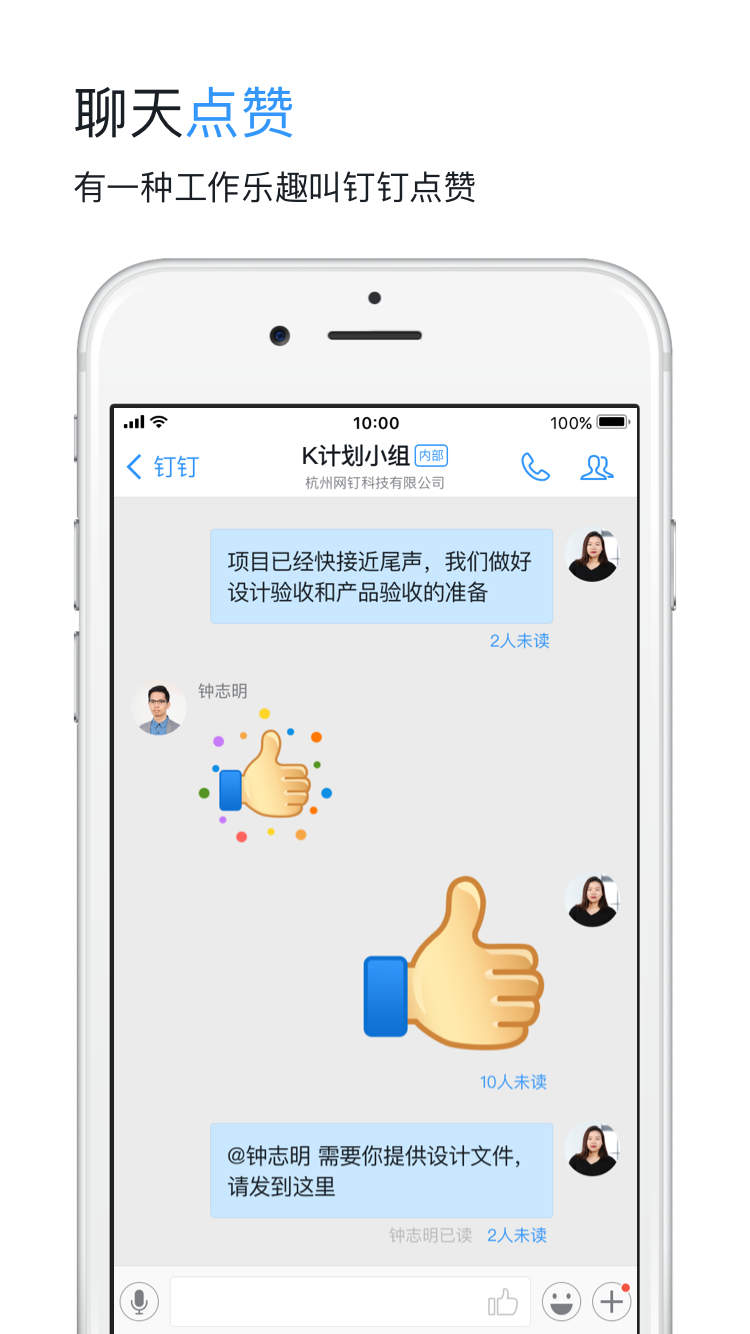 聊天点赞
有一种工作乐趣叫钉钉点赞
10:00
100%
钉钉
K计划小组 内部
杭州网钉科技有限公司
项目已经快接近尾声，我们做好
设计验收和产品验收的准备
2人未读
钟志明
10人未读
@钟志明 需要你提供设计文件，
请发到这里
钟志明已读 2人未读